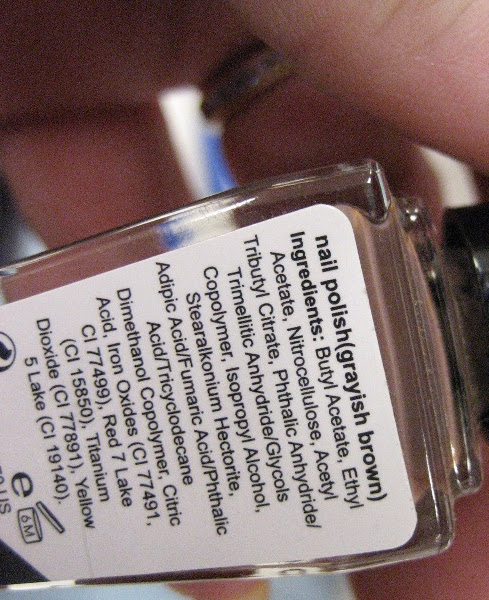 nail polish(grayish brown)
Ingredients: Butyl Acetate, Ethyl
Acetate, Nitrocellulose, Acetyl
Tributyl Citrate, Phthalic Anhydride/
Trimellitic Anhydride/Glycols
Copolymer, Isopropyl Alcohol,
Stearalkonium Hectorite,
Adipic Acid/Fumaric Acid/Phthalic
Acid/Tricyclodecane
Dimethanol Copolymer, Citric
Acid, Iron Oxides (CI 77491,
CI 77499), Red 7 Lake
(CI 15850), Titanium
Dioxide (CI 77891), Yellow
5 Lake (CI 19140).
e 6M
US